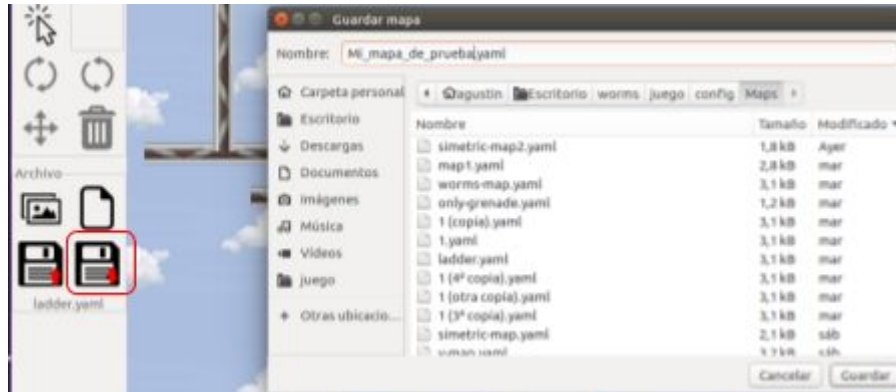 Guardar mapa
Nombre: Mi_mapa_de_prueba.yaml
Carpeta personal
Escritorio
Descargas
Documentos
Imágenes
Música
Vídeos
juego
Otras ubicacio...
agustin Escritorio worms juego config Maps
Nombre Tamaño Modificado
simetric-map2.yaml 1,8 kB Ayer
map1.yaml 2,8 kB mar
worms-map.yaml 3,1 kB mar
only-grenade.yaml 1,2 kB mar
1 (copia).yaml 3,1 kB mar
1.yaml 3,1 kB mar
ladder.yaml 3,1 kB mar
1 (4ª copia).yaml 3,1 kB mar
1 (otra copia).yaml 3,1 kB mar
1 (3ª copia).yaml 3,1 kB mar
simetric-map.yaml 2,1 kB sáb
Cancelar Guardar
Archivo
ladder.yaml